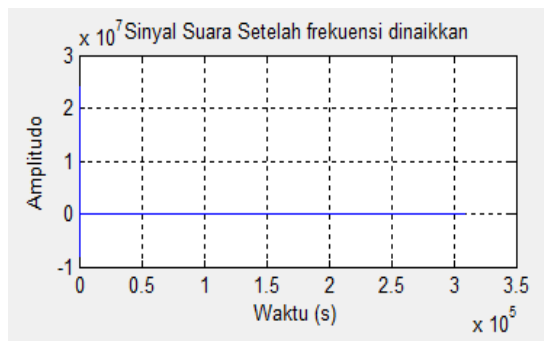 x 10^7 Sinyal Suara Setelah frekuensi dinaikkan
3
2
1
0
-1
Amplitudo
0 0.5 1 1.5 2 2.5 3 3.5
Waktu (s)
x 10^5